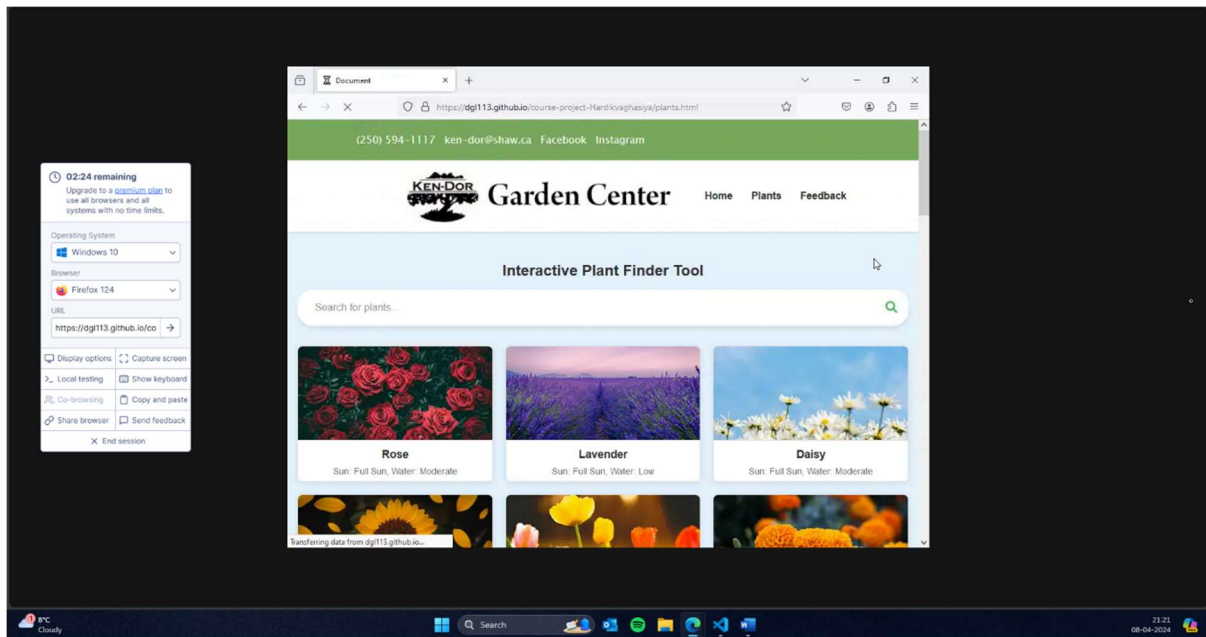 Document
https://dgl113.github.io/course-project-Hardikvaghasiya/plants.html
(250) 594-1117 ken-dor@shaw.ca Facebook Instagram
KEN-DOR
Garden Center
Home Plants Feedback
Interactive Plant Finder Tool
Search for plants...
Rose
Sun: Full Sun, Water: Moderate
Lavender
Sun: Full Sun, Water: Low
Daisy
Sun: Full Sun, Water: Moderate
Transferring data from dgl113.github.io...
02:24 remaining
Upgrade to a premium plan to
use all browsers and all
systems with no time limits.
Operating System
Windows 10
Browser
Firefox 124
URL
https://dgl113.github.io/co
Display options Capture screen
Local testing Show keyboard
Co-browsing Copy and paste
Share browser Send feedback
End session
8°C
Cloudy
Search
21:21
08-04-2024